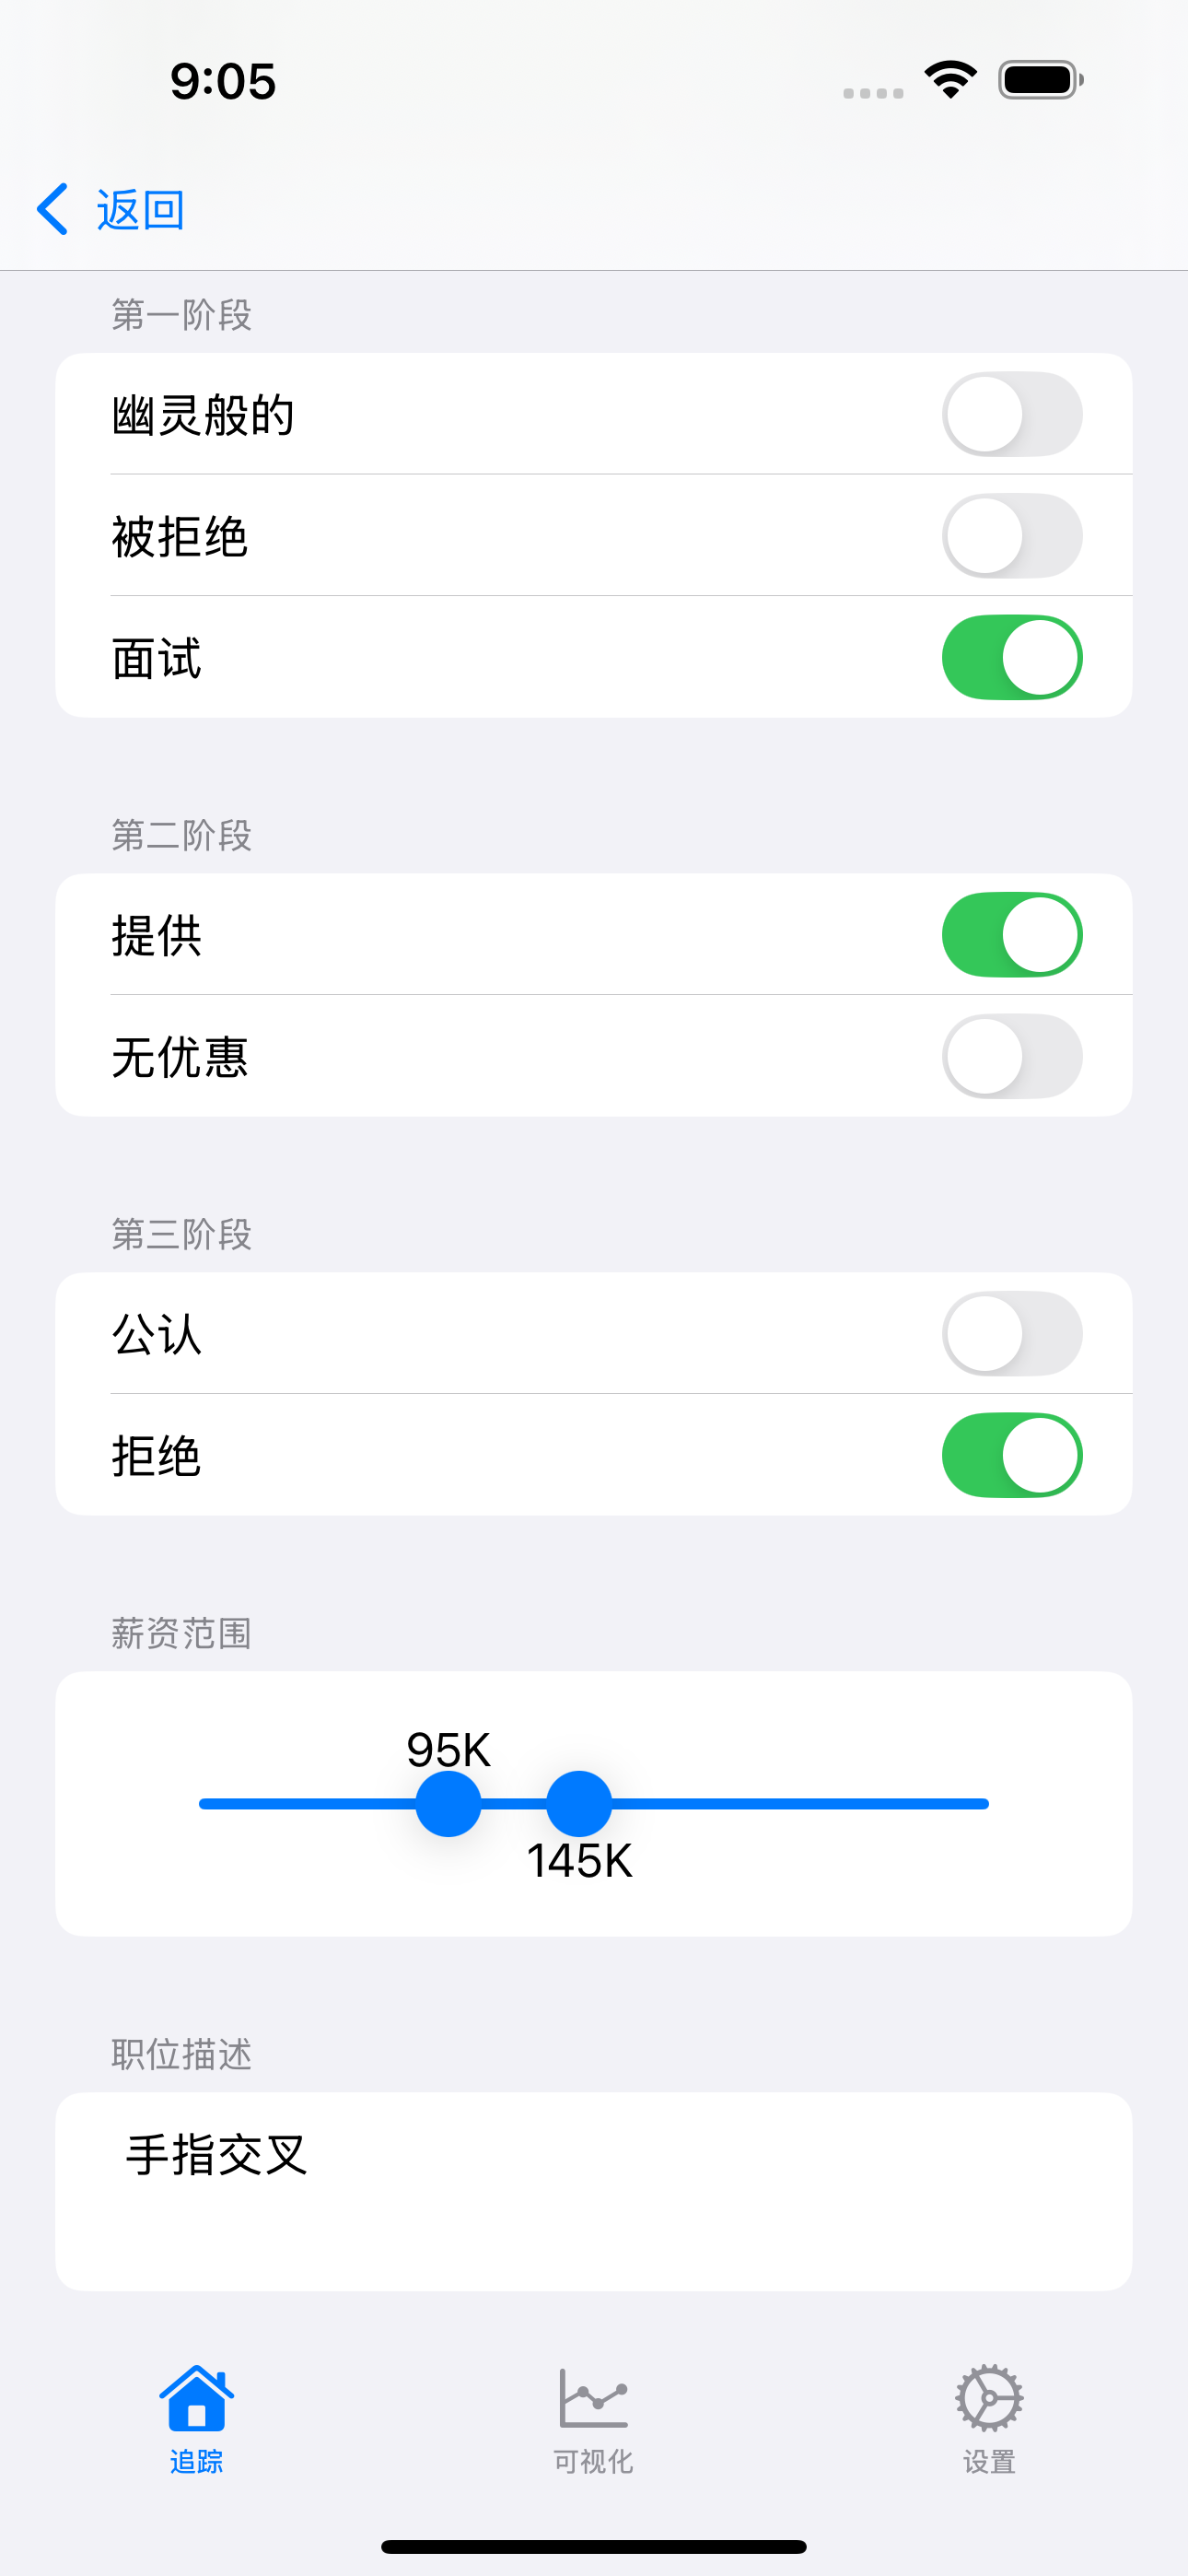 9:05
返回
第一阶段
幽灵般的
被拒绝
面试
第二阶段
提供
无优惠
第三阶段
公认
拒绝
薪资范围
95K
145K
职位描述
手指交叉
追踪
可视化
设置